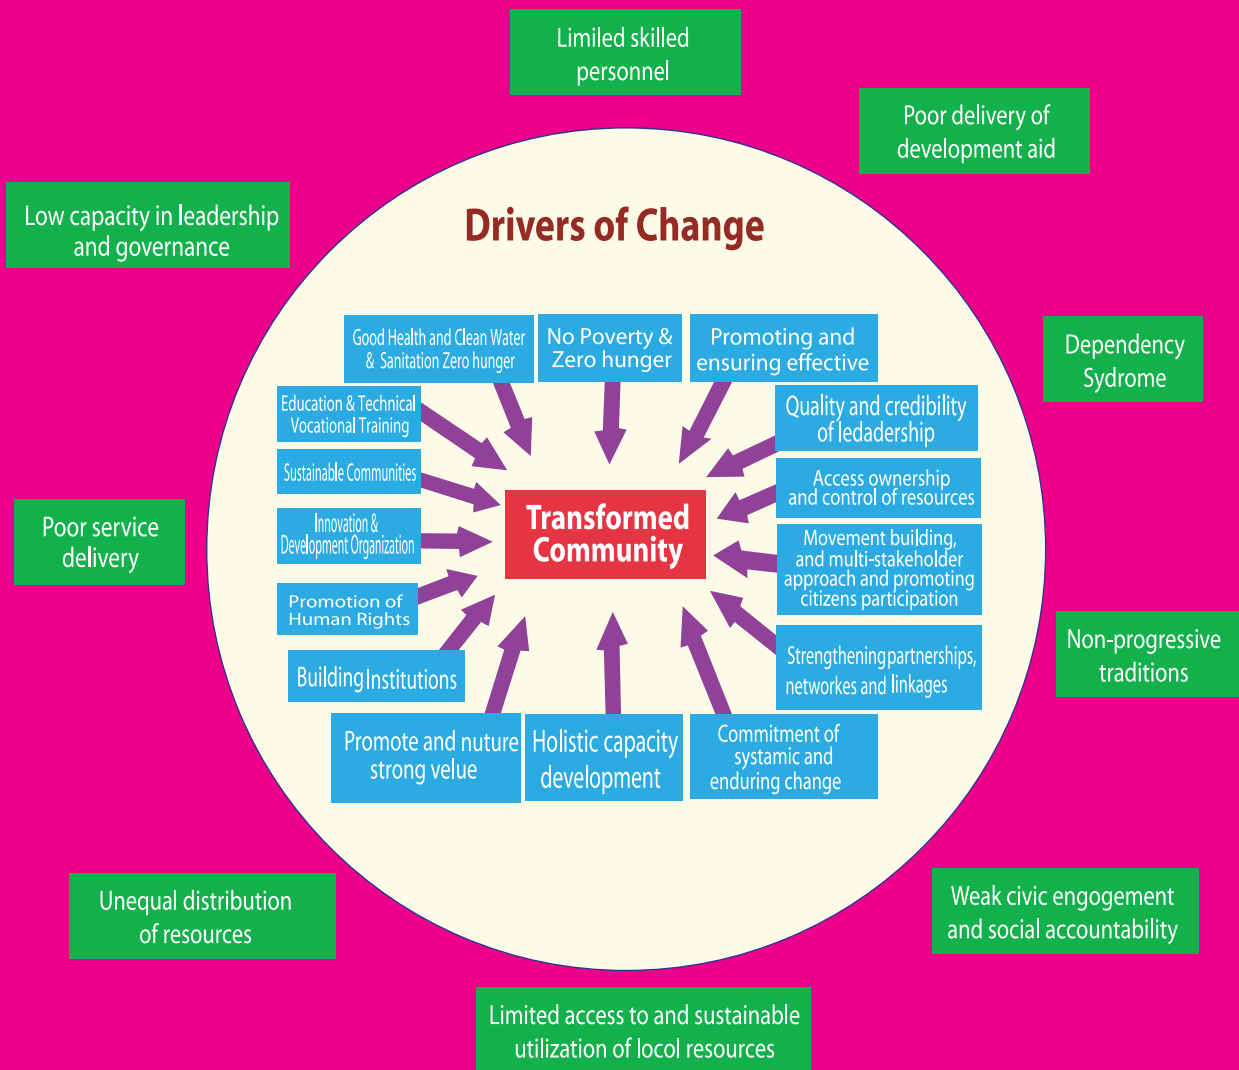 Limiled skilled
personnel
Poor delivery of
development aid
Low capacity in leadership
and governance
Drivers of Change
Good Health and Clean Water
& Sanitation Zero hunger
No Poverty &
Zero hunger
Promoting and
ensuring effective
Dependency
Sydrome
Education & Technical
Vocational Training
Quality and credibility
of ledadership
Sustainable Communities
Access ownership
and control of resources
Transformed
Community
Poor service
delivery
Innovation &
Development Organization
Movement building,
and multi-stakeholder
approach and promoting
citizens participation
Promotion of
Human Rights
Non-progressive
traditions
Building Institutions
Strengthening partnerships,
networkes and linkages
Promote and nuture
strong value
Holistic capacity
development
Commitment of
systamic and
enduring change
Unequal distribution
of resources
Weak civic engogement
and social accountability
Limited access to and sustainable
utilization of locol resources